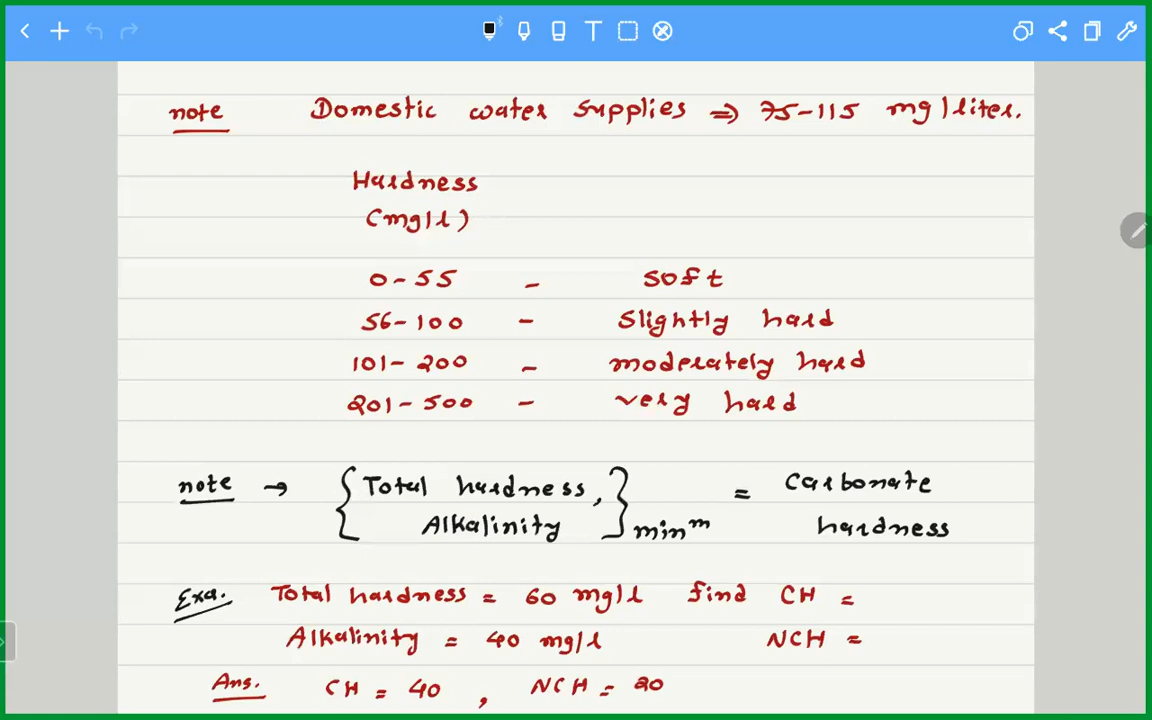 note Domestic water supplies ⇒ 75-115 mg/liter.
Hardness
(mg/l)
0-55 - soft
56-100 - Slightly hard
101-200 - moderately hard
201-500 - very hard
note → {Total hardness, Alkalinity} minᵐ = Carbonate hardness
Exa. Total hardness = 60 mg/l find CH =
Alkalinity = 40 mg/l NCH =
Ans. CH = 40 , NCH = 20